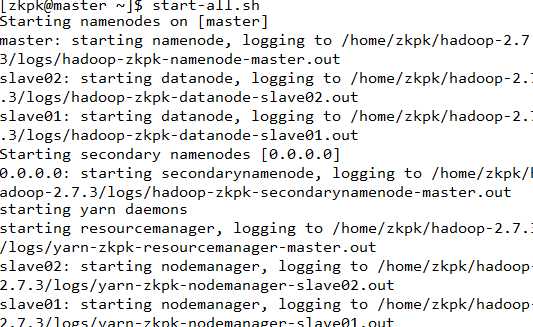 [zkpk@master ~]$ start-all.sh
Starting namenodes on [master]
master: starting namenode, logging to /home/zkpk/hadoop-2.7
3/logs/hadoop-zkpk-namenode-master.out
slave02: starting datanode, logging to /home/zkpk/hadoop-2.7
.3/logs/hadoop-zkpk-datanode-slave02.out
slave01: starting datanode, logging to /home/zkpk/hadoop-2.7
.3/logs/hadoop-zkpk-datanode-slave01.out
Starting secondary namenodes [0.0.0.0]
0.0.0.0: starting secondarynamenode, logging to /home/zkpk/h
adoop-2.7.3/logs/hadoop-zkpk-secondarynamenode-master.out
starting yarn daemons
starting resourcemanager, logging to /home/zkpk/hadoop-2.7.3
/logs/yarn-zkpk-resourcemanager-master.out
slave02: starting nodemanager, logging to /home/zkpk/hadoop-
2.7.3/logs/yarn-zkpk-nodemanager-slave02.out
slave01: starting nodemanager, logging to /home/zkpk/hadoop-
2.7.3/logs/yarn-zkpk-nodemanager-slave01.out